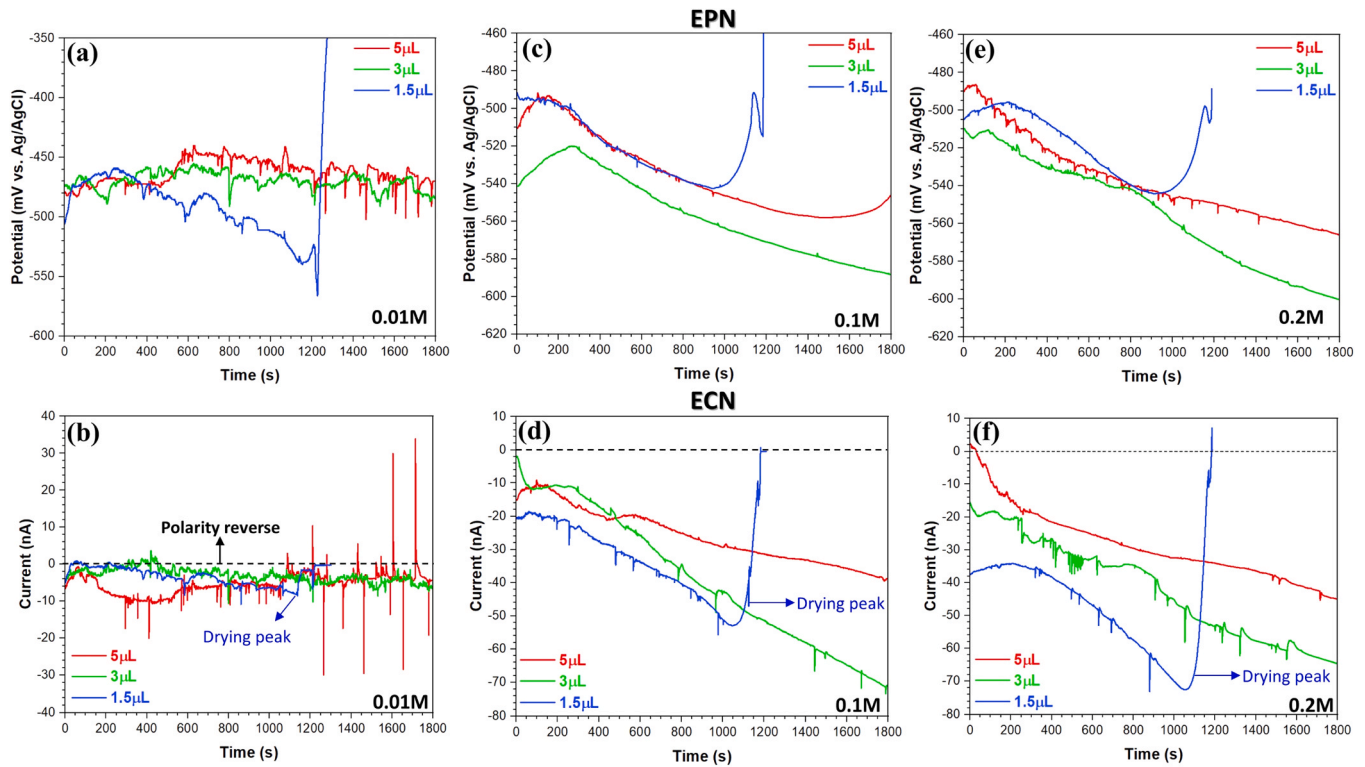 EPN
(a)
5μL
3μL
1.5μL
-350
-400
-450
-500
-550
-600
Potential (mV vs. Ag/AgCl)
0.01M
0 200 400 600 800 1000 1200 1400 1600 1800
Time (s)
(c)
5μL
3μL
1.5μL
-460
-480
-500
-520
-540
-560
-580
-600
-620
Potential (mV vs. Ag/AgCl)
0.1M
0 200 400 600 800 1000 1200 1400 1600 1800
Time (s)
(e)
5μL
3μL
1.5μL
-460
-480
-500
-520
-540
-560
-580
-600
-620
Potential (mV vs. Ag/AgCl)
0.2M
0 200 400 600 800 1000 1200 1400 1600 1800
Time (s)
ECN
(b)
40
30
20
10
0
-10
-20
-30
-40
Current (nA)
Polarity reverse
Drying peak
5μL
3μL
1.5μL
0.01M
0 200 400 600 800 1000 1200 1400 1600 1800
Time (s)
(d)
10
0
-10
-20
-30
-40
-50
-60
-70
-80
Current (nA)
Drying peak
5μL
3μL
1.5μL
0.1M
0 200 400 600 800 1000 1200 1400 1600 1800
Time (s)
(f)
10
0
-10
-20
-30
-40
-50
-60
-70
-80
Current (nA)
Drying peak
5μL
3μL
1.5μL
0.2M
0 200 400 600 800 1000 1200 1400 1600 1800
Time (s)